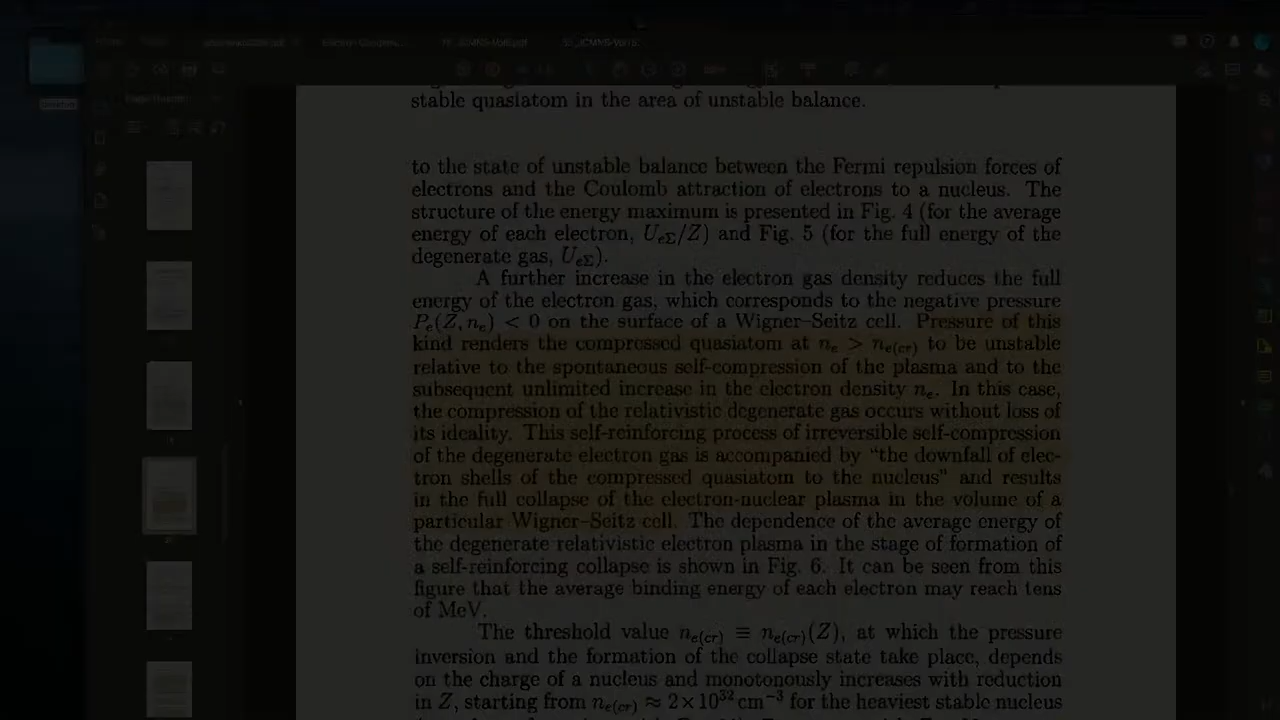 stable quasiatom in the area of unstable balance.
to the state of unstable balance between the Fermi repulsion forces of
electrons and the Coulomb attraction of electrons to a nucleus. The
structure of the energy maximum is presented in Fig. 4 (for the average
energy of each electron, U_{eΣ}/Z) and Fig. 5 (for the full energy of the
degenerate gas, U_{eΣ}).
A further increase in the electron gas density reduces the full
energy of the electron gas, which corresponds to the negative pressure
P_e(Z, n_e) < 0 on the surface of a Wigner–Seitz cell. Pressure of this
kind renders the compressed quasiatom at n_e > n_{e(cr)} to be unstable
relative to the spontaneous self-compression of the plasma and to the
subsequent unlimited increase in the electron density n_e. In this case,
the compression of the relativistic degenerate gas occurs without loss of
its ideality. This self-reinforcing process of irreversible self-compression
of the degenerate electron gas is accompanied by “the downfall of elec-
tron shells of the compressed quasiatom to the nucleus” and results
in the full collapse of the electron-nuclear plasma in the volume of a
particular Wigner–Seitz cell. The dependence of the average energy of
the degenerate relativistic electron plasma in the stage of formation of
a self-reinforcing collapse is shown in Fig. 6. It can be seen from this
figure that the average binding energy of each electron may reach tens
of MeV.
The threshold value n_{e(cr)} ≡ n_{e(cr)}(Z), at which the pressure
inversion and the formation of the collapse state take place, depends
on the charge of a nucleus and monotonously increases with reduction
in Z, starting from n_{e(cr)} ≈ 2×10^{32} cm^{−3} for the heaviest stable nucleus